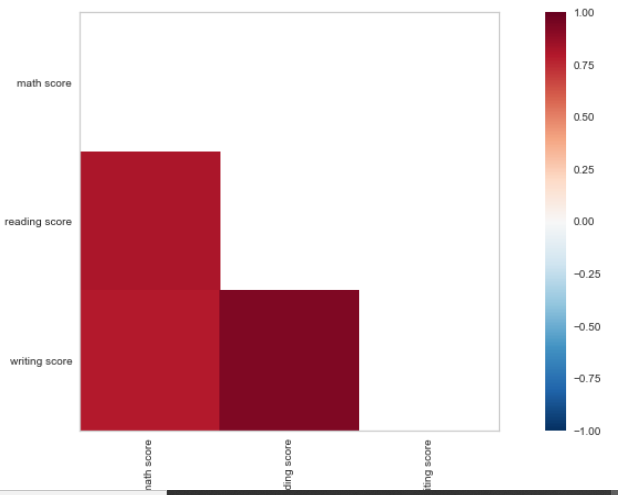 math score
reading score
writing score
1.00
0.75
0.50
0.25
0.00
−0.25
−0.50
−0.75
−1.00
score
score
score